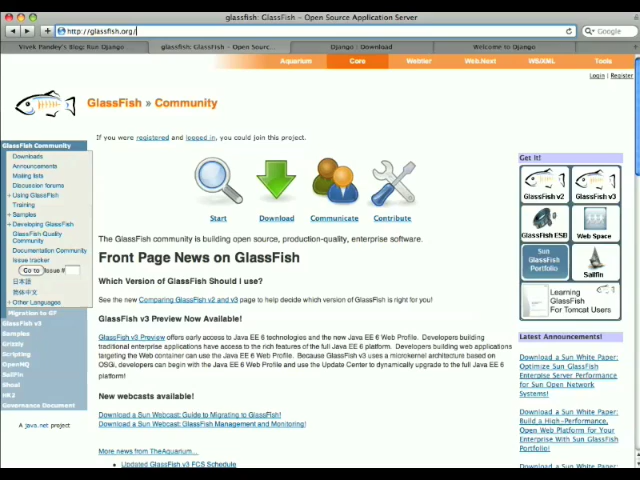 glassfish: GlassFish - Open Source Application Server
http://glassfish.org/
Google
Vivek Pandey's Blog: Run Django
glassfish: GlassFish - Open Sourc...
Django | Download
Welcome to Django
Aquarium
Core
Webtier
Web.Next
WS/XML
Tools
Login | Register
GlassFish » Community
If you were registered and logged in, you could join this project.
GlassFish Community
Downloads
Announcements
Mailing lists
Discussion forums
+ Using GlassFish
Training
+ Samples
+ Developing GlassFish
GlassFish Quality
Community
Documentation Community
Issue tracker
Go to Issue #
日本語
简体中文
+ Other Languages
Migration to GF
GlassFish v3
Samples
Grizzly
Scripting
OpenMQ
SailFin
Shoal
HK2
Governance Document
A java.net project
Start
Download
Communicate
Contribute
The GlassFish community is building open source, production-quality, enterprise software.
Front Page News on GlassFish
Which Version of GlassFish Should I use?
See the new Comparing GlassFish v2 and v3 page to help decide which version of GlassFish is right for you!
GlassFish v3 Preview Now Available!
GlassFish v3 Preview offers early access to Java EE 6 technologies and the new Java EE 6 Web Profile. Developers building
traditional enterprise applications have access to the rich features of the full Java EE 6 platform. Developers building web applications
targeting the Web container can use the Java EE 6 Web Profile. Because GlassFish v3 uses a microkernel architecture based on
OSGi, developers can begin with the Java EE 6 Web Profile and use the Update Center to dynamically upgrade to the full Java EE 6
platform!
New webcasts available!
Download a Sun Webcast: Guide to Migrating to GlassFish!
Download a Sun Webcast: GlassFish Management and Monitoring!
More news from TheAquarium...
Updated GlassFish v3 FCS Schedule
Get It!
GlassFish v2
GlassFish v3
GlassFish ESB
Web Space
Sun
GlassFish
Portfolio
Sailfin
Learning
GlassFish
For Tomcat Users
Latest Announcements!
Download a Sun White Paper:
Optimize Sun GlassFish
Enterprise Server Performance
for Sun Open Network
Systems!
Download a Sun White Paper:
Build a High-Performance,
Open Web Platform for Your
Enterprise With Sun GlassFish
Portfolio!
Download a Sun White Paper: